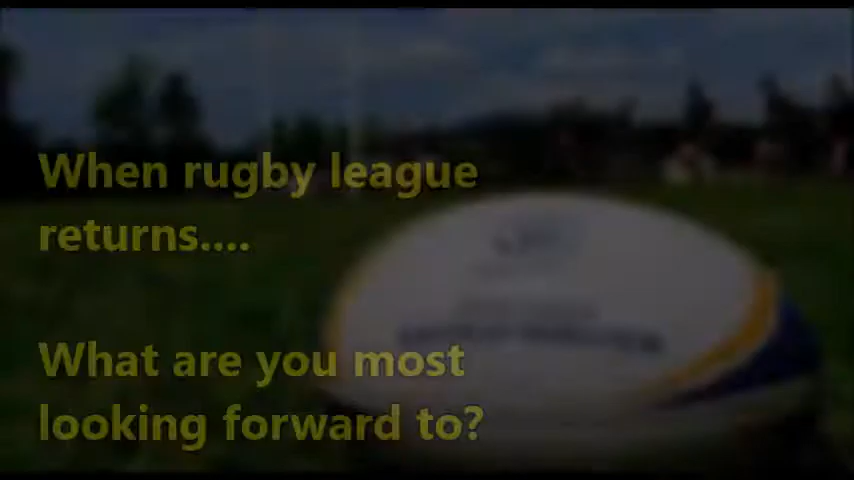 When rugby league
returns....
What are you most
looking forward to?